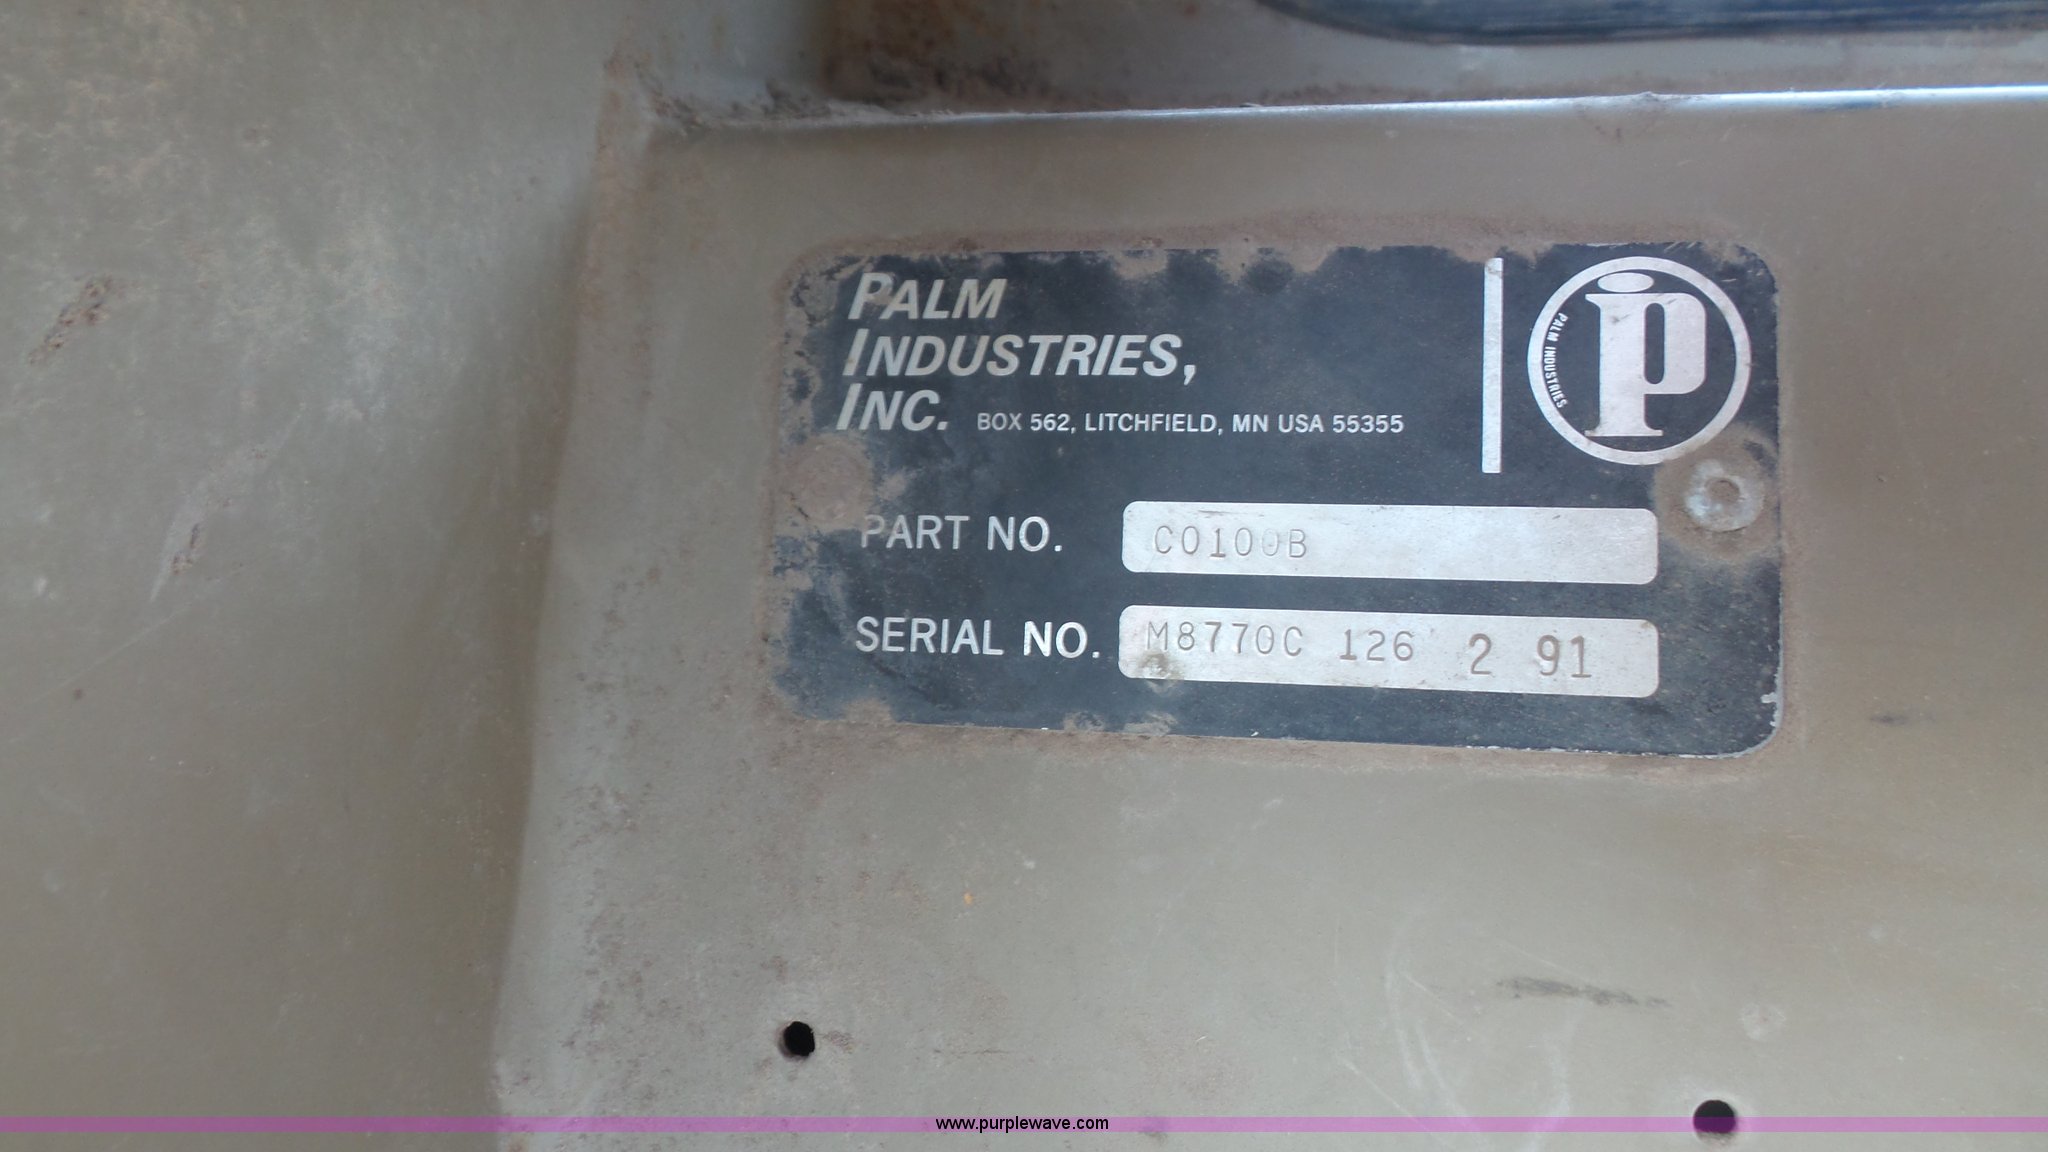 PALM
INDUSTRIES,
INC. BOX 562, LITCHFIELD, MN USA 55355
iP
PALM INDUSTRIES
PART NO. C0100B
SERIAL NO. M8770C 126 2 91
www.purplewave.com